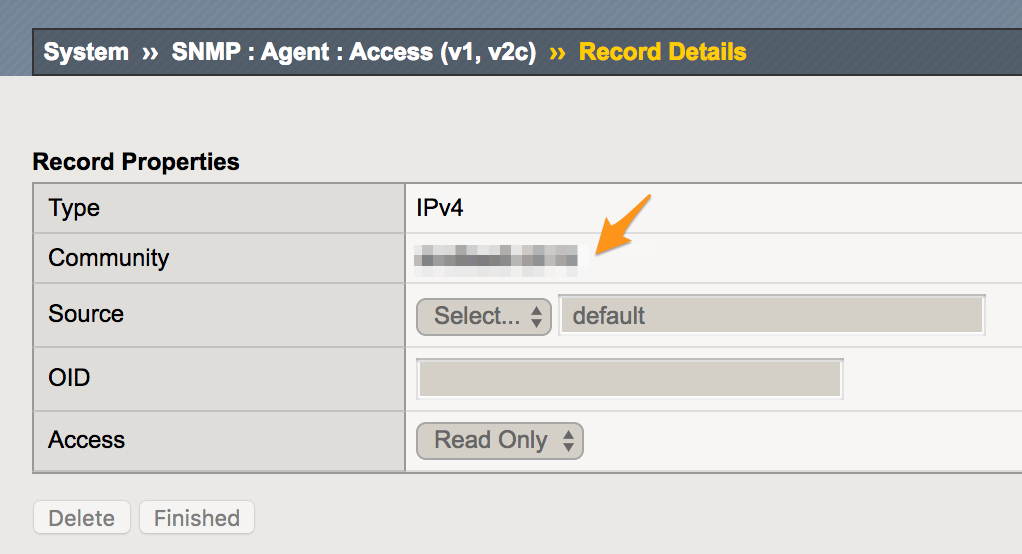 System ›› SNMP : Agent : Access (v1, v2c) ›› Record Details
Record Properties
Type IPv4
Community
Source Select... default
OID
Access Read Only
Delete Finished